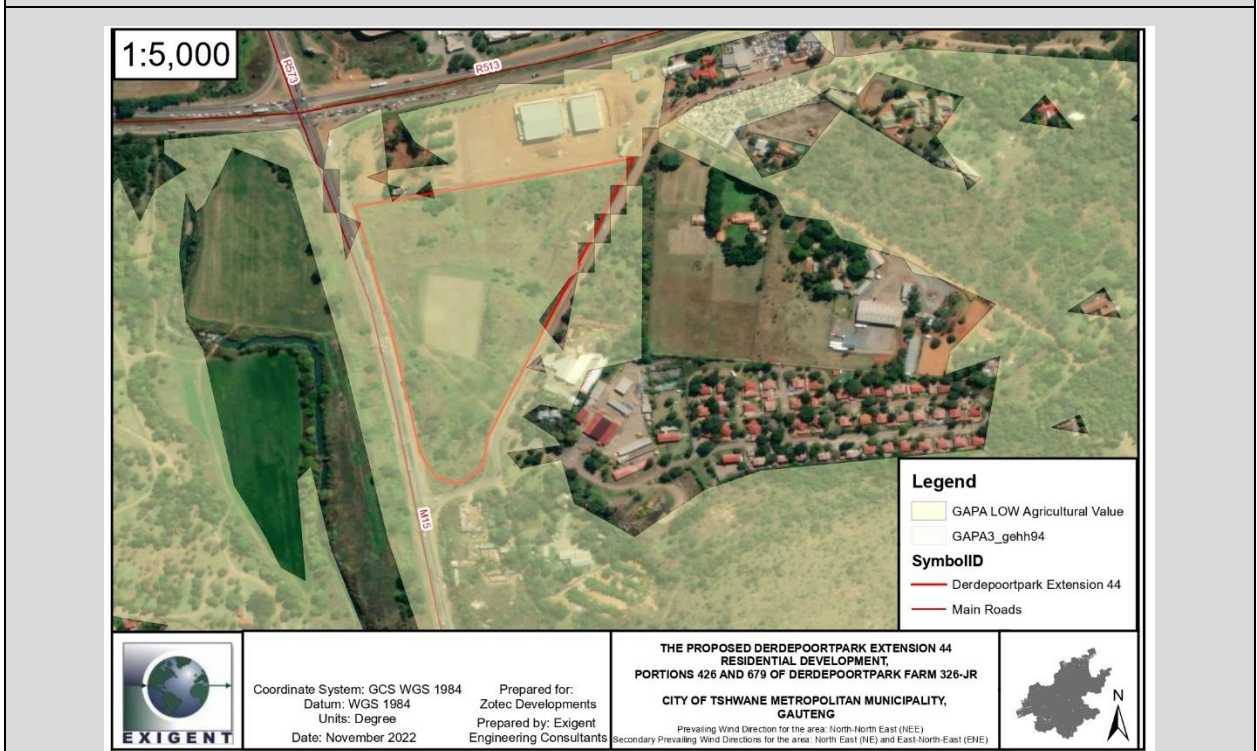 1:5,000
R573
R513
M15
Legend
GAPA LOW Agricultural Value
GAPA3_gehh94
SymbolID
Derdepoortpark Extension 44
Main Roads
EXIGENT
Coordinate System: GCS WGS 1984
Datum: WGS 1984
Units: Degree
Date: November 2022
Prepared for:
Zotec Developments
Prepared by: Exigent
Engineering Consultants
THE PROPOSED DERDEPOORTPARK EXTENSION 44
RESIDENTIAL DEVELOPMENT,
PORTIONS 426 AND 679 OF DERDEPOORTPARK FARM 326-JR
CITY OF TSHWANE METROPOLITAN MUNICIPALITY,
GAUTENG
Prevailing Wind Direction for the area: North-North East (NEE)
Secondary Prevailing Wind Directions for the area: North East (NE) and East-North-East (ENE)
N